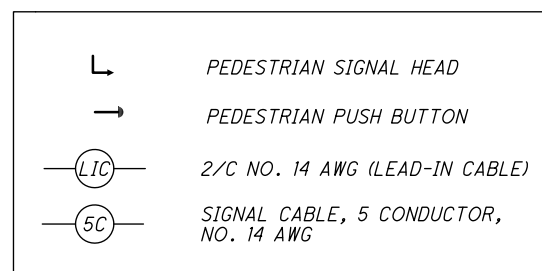 PEDESTRIAN SIGNAL HEAD
PEDESTRIAN PUSH BUTTON
LIC 2/C NO. 14 AWG (LEAD-IN CABLE)
5C SIGNAL CABLE, 5 CONDUCTOR,
NO. 14 AWG